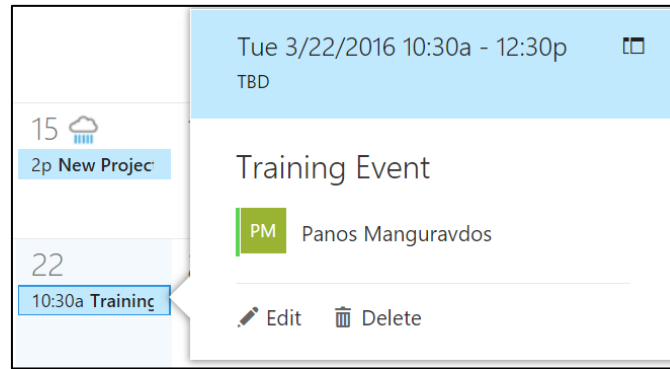 Tue 3/22/2016 10:30a - 12:30p
TBD
15
2p New Projec
Training Event
PM Panos Manguravdos
22
10:30a Training
Edit Delete